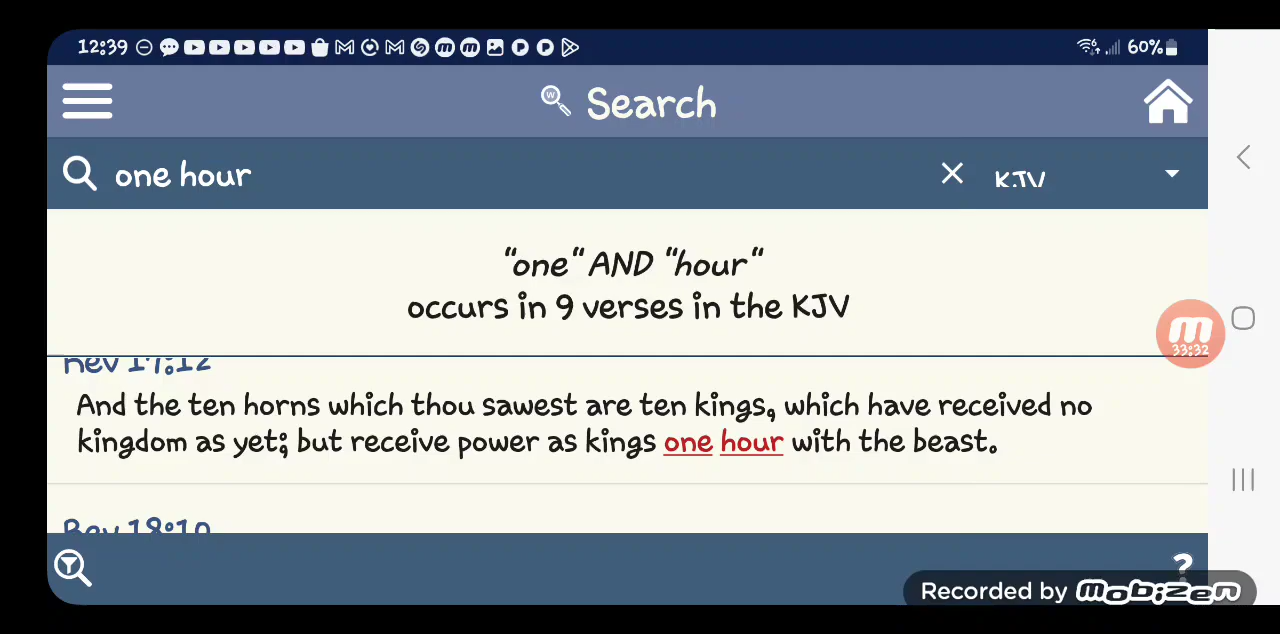 12:39 60%
Search
one hour KJV
"one" AND "hour"
occurs in 9 verses in the KJV
Rev 17:12
And the ten horns which thou sawest are ten kings, which have received no
kingdom as yet; but receive power as kings one hour with the beast.
33:32
Rev 18:10
?
Recorded by mobizen